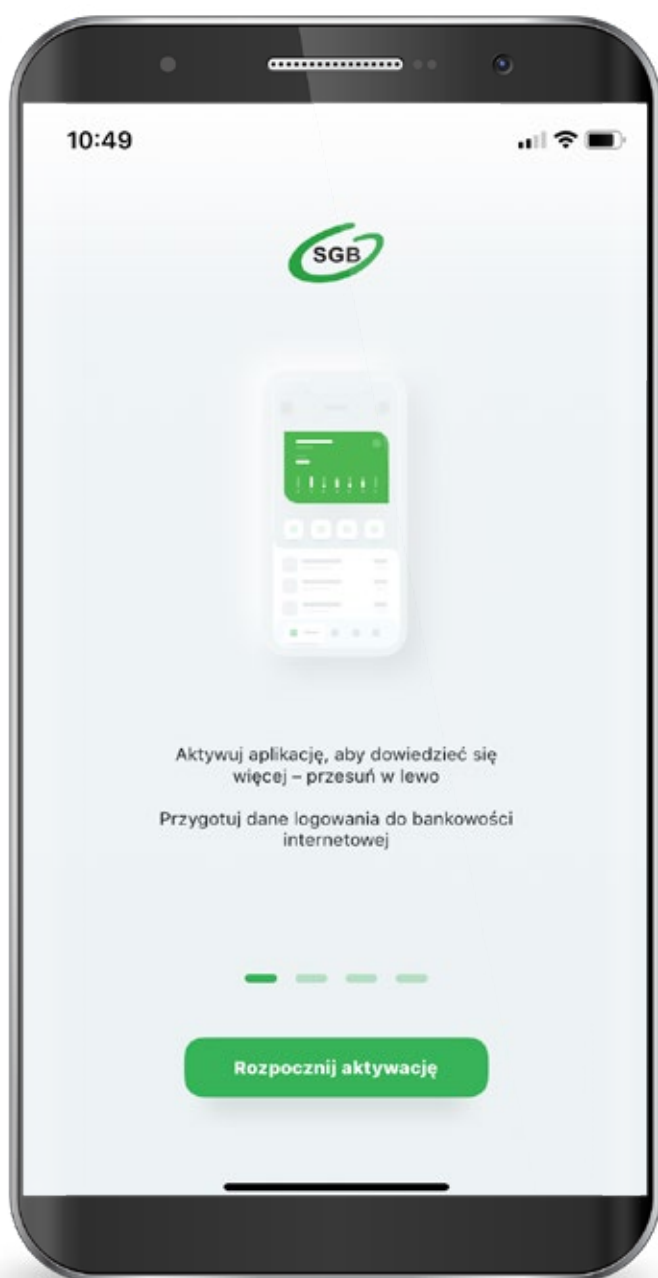 10:49
SGB
Aktywuj aplikację, aby dowiedzieć się
więcej – przesuń w lewo
Przygotuj dane logowania do bankowości
internetowej
Rozpocznij aktywację